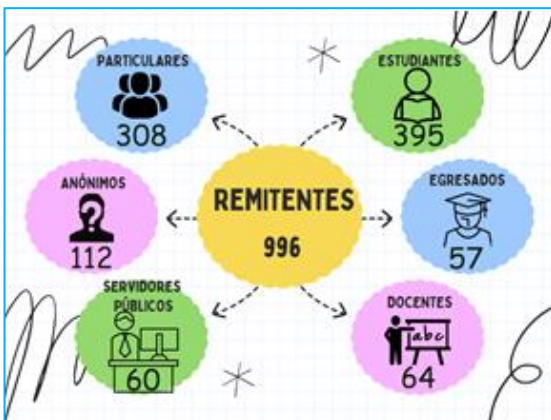 PARTICULARES
308
ESTUDIANTES
395
ANÓNIMOS
112
REMITENTES
996
EGRESADOS
57
SERVIDORES
PÚBLICOS
60
DOCENTES
abc
64